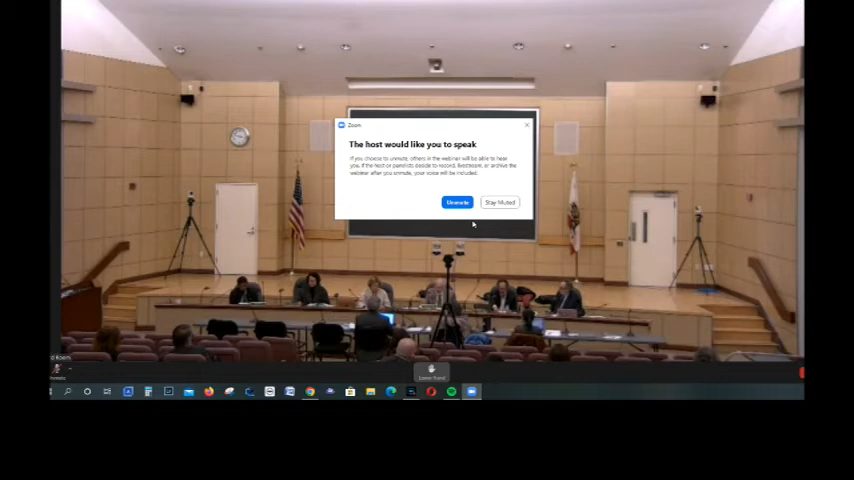 Zoom
The host would like you to speak
If you choose to unmute, others in the webinar will be able to hear
you. If the host or panelists decide to record, livestream, or archive the
webinar after you unmute, your voice will be included.
Unmute Stay Muted
Lower Hand